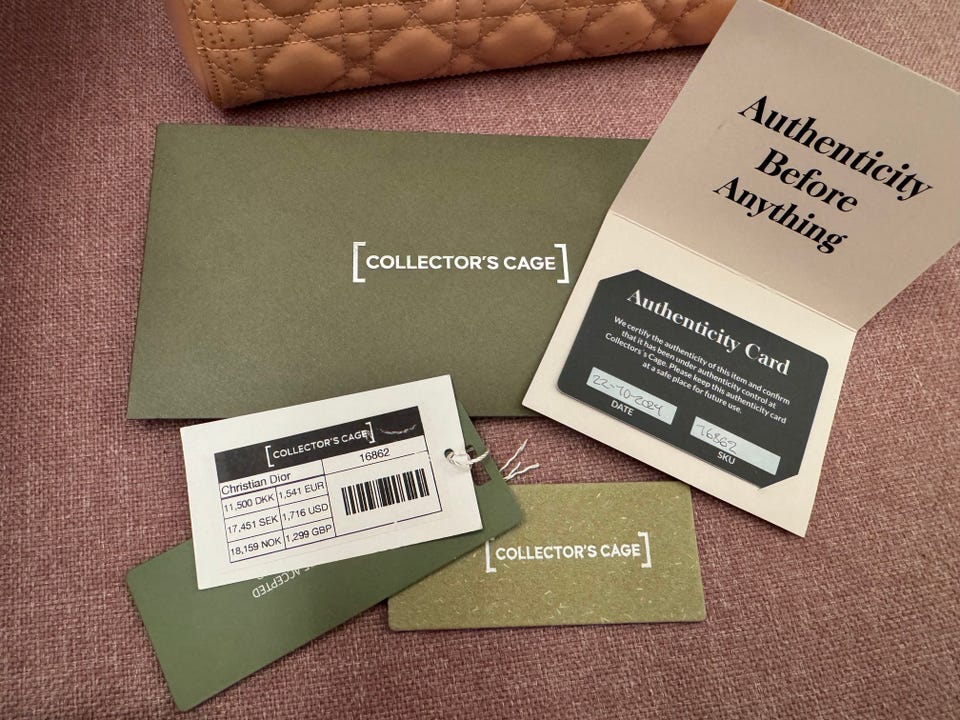 [COLLECTOR'S CAGE]
Authenticity
Before
Anything
Authenticity Card
We certify the authenticity of this item and confirm
that it has been under authenticity control at
Collectors's Cage. Please keep this authenticity card
at a safe place for future use.
22-10-2024
DATE
16862
SKU
[COLLECTOR'S CAGE]
16862
Christian Dior
11,500 DKK 1,541 EUR
17,451 SEK 1,716 USD
18,159 NOK 1,299 GBP
ACCEPTED
[COLLECTOR'S CAGE]